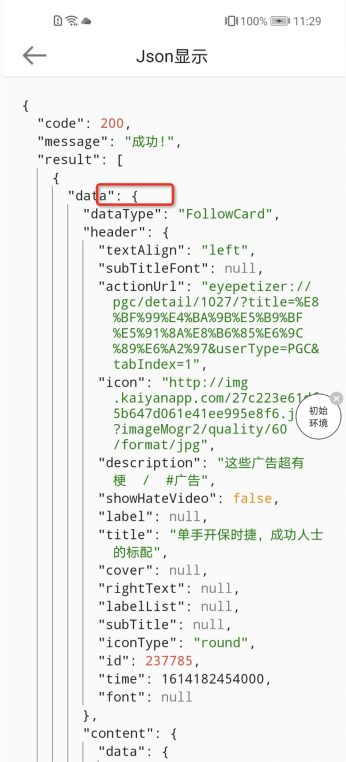 100% 11:29
Json显示
{
"code": 200,
"message": "成功!",
"result": [
{
"data": {
"dataType": "FollowCard",
"header": {
"textAlign": "left",
"subTitleFont": null,
"actionUrl": "eyepetizer://
pgc/detail/1027/?title=%E8
%BF%99%E4%BA%9B%E5%B9%BF
%E5%91%8A%E8%B6%85%E6%9C
%89%E6%A2%97&userType=PGC&
tabIndex=1",
"icon": "http://img
.kaiyanapp.com/27c223e61d
5b647d061e41ee995e8f6.j
?imageMogr2/quality/60
/format/jpg",
初始
环境
"description": "这些广告超有
梗 / #广告",
"showHateVideo": false,
"label": null,
"title": "单手开保时捷，成功人士
的标配",
"cover": null,
"rightText": null,
"labelList": null,
"subTitle": null,
"iconType": "round",
"id": 237785,
"time": 1614182454000,
"font": null
},
"content": {
"data": {